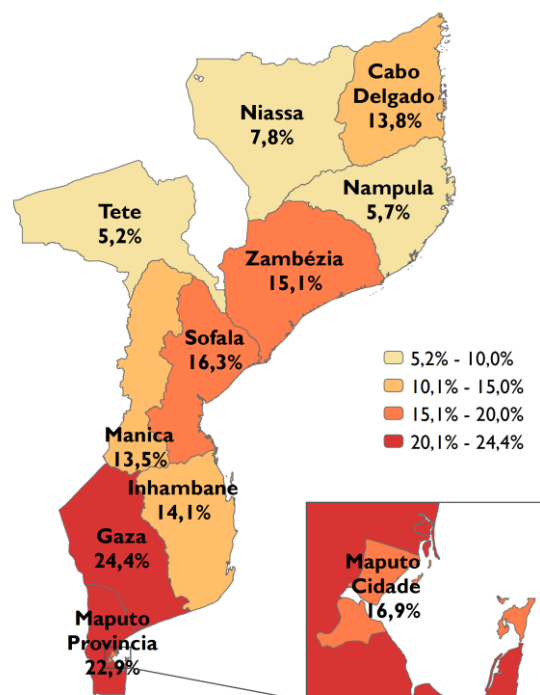 Cabo
Delgado
13,8%
Niassa
7,8%
Nampula
5,7%
Tete
5,2%
Zambézia
15,1%
Sofala
16,3%
5,2% - 10,0%
10,1% - 15,0%
15,1% - 20,0%
20,1% - 24,4%
Manica
13,5%
Inhambane
14,1%
Gaza
24,4%
Maputo
Cidade
16,9%
Maputo
Provincia
22,9%